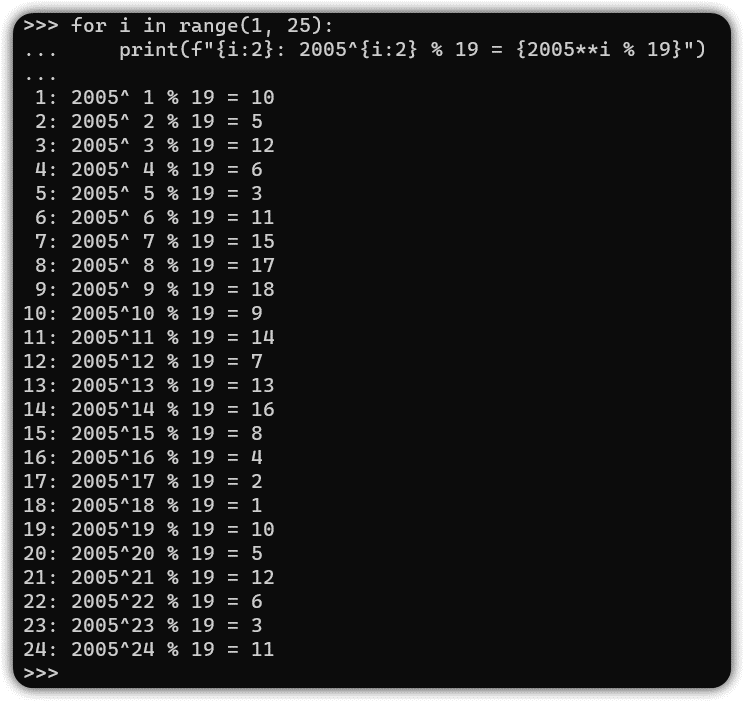 >>> for i in range(1, 25):
...     print(f"{i:2}: 2005^{i:2} % 19 = {2005**i % 19}")
...
 1: 2005^ 1 % 19 = 10
 2: 2005^ 2 % 19 = 5
 3: 2005^ 3 % 19 = 12
 4: 2005^ 4 % 19 = 6
 5: 2005^ 5 % 19 = 3
 6: 2005^ 6 % 19 = 11
 7: 2005^ 7 % 19 = 15
 8: 2005^ 8 % 19 = 17
 9: 2005^ 9 % 19 = 18
10: 2005^10 % 19 = 9
11: 2005^11 % 19 = 14
12: 2005^12 % 19 = 7
13: 2005^13 % 19 = 13
14: 2005^14 % 19 = 16
15: 2005^15 % 19 = 8
16: 2005^16 % 19 = 4
17: 2005^17 % 19 = 2
18: 2005^18 % 19 = 1
19: 2005^19 % 19 = 10
20: 2005^20 % 19 = 5
21: 2005^21 % 19 = 12
22: 2005^22 % 19 = 6
23: 2005^23 % 19 = 3
24: 2005^24 % 19 = 11
>>>